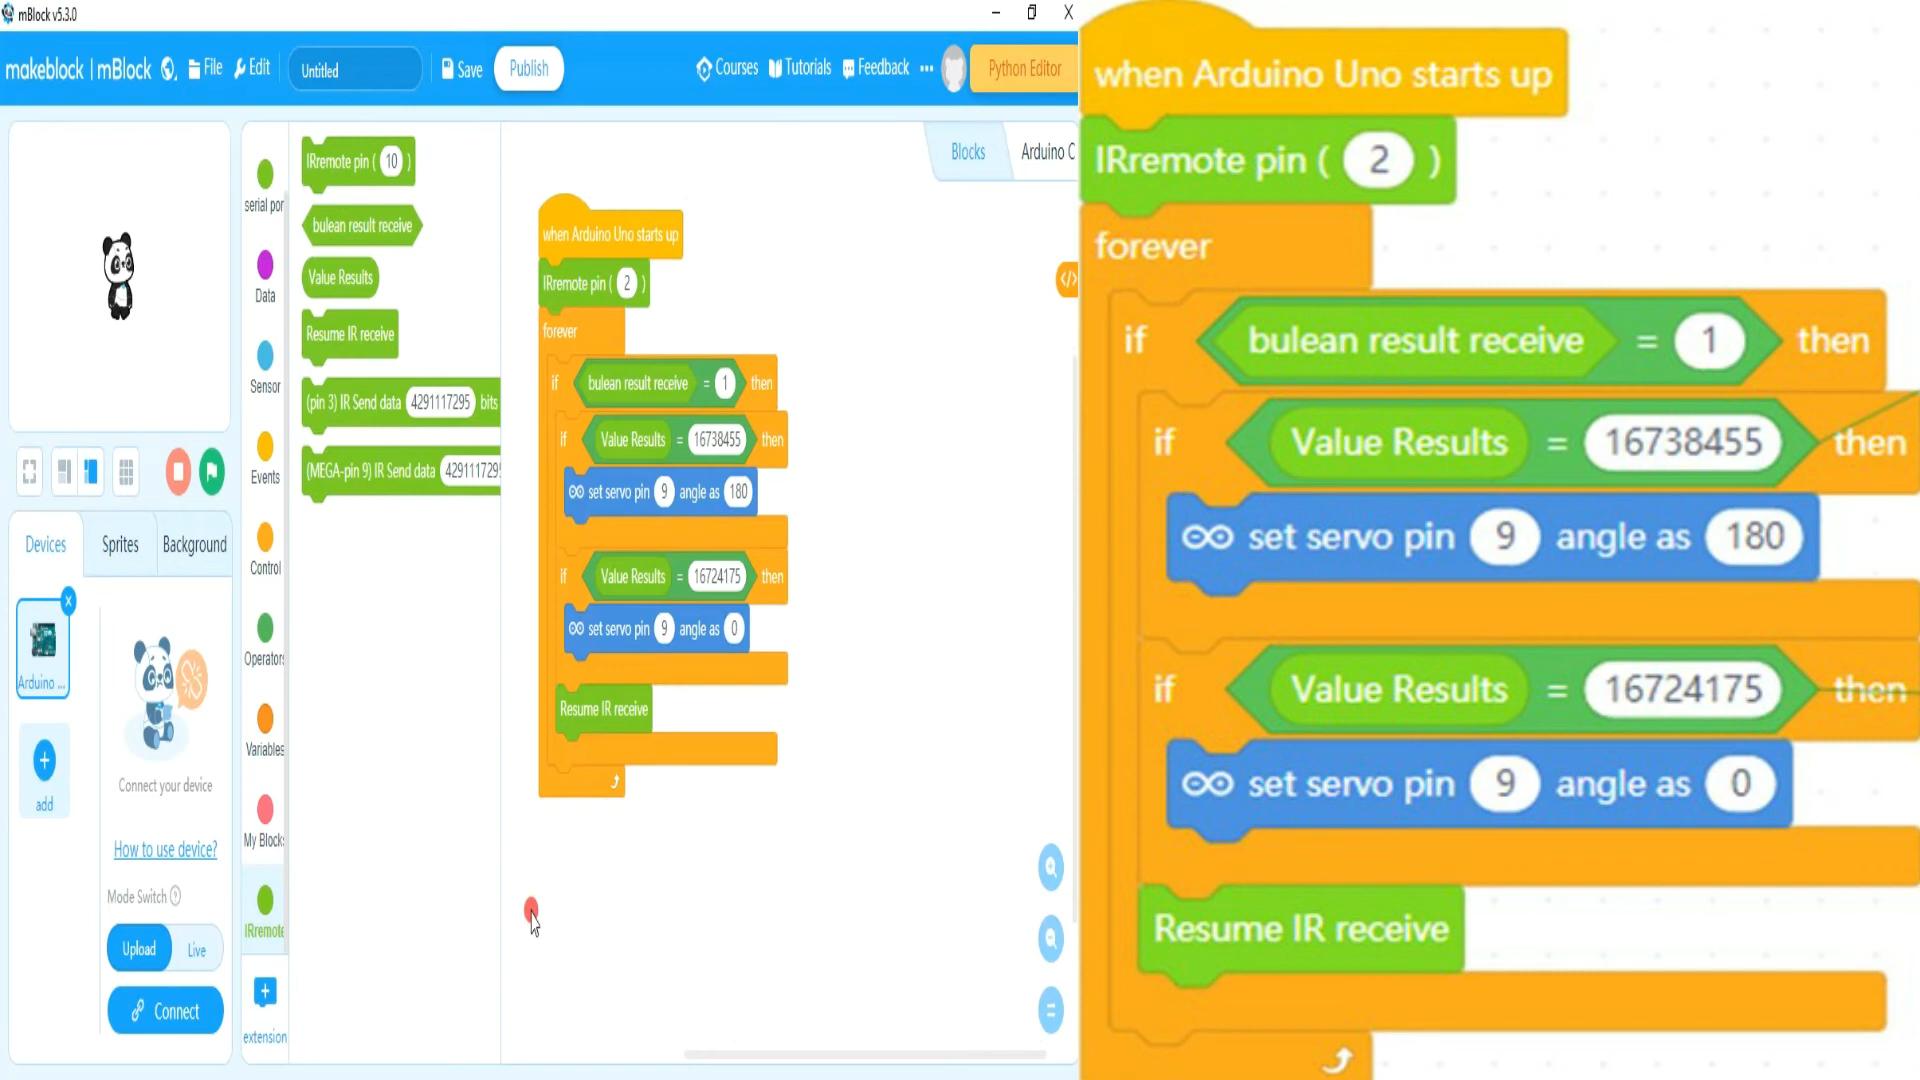 mBlock v5.3.0
makeblock | mBlock File Edit Untitled Save Publish Courses Tutorials Feedback Python Editor
Blocks Arduino C
serial por
Data
Sensor
Events
Control
Operators
Variables
My Blocks
IRremote
extension
IRremote pin ( 10 )
bulean result receive
Value Results
Resume IR receive
(pin 3) IR Send data 4291117295 bits
(MEGA-pin 9) IR Send data 4291117295
when Arduino Uno starts up
IRremote pin ( 2 )
forever
if bulean result receive = 1 then
if Value Results = 16738455 then
set servo pin 9 angle as 180
if Value Results = 16724175 then
set servo pin 9 angle as 0
Resume IR receive
Devices Sprites Background
Arduino ...
add
Connect your device
How to use device?
Mode Switch
Upload Live
Connect
when Arduino Uno starts up
IRremote pin ( 2 )
forever
if bulean result receive = 1 then
if Value Results = 16738455 then
set servo pin 9 angle as 180
if Value Results = 16724175 then
set servo pin 9 angle as 0
Resume IR receive